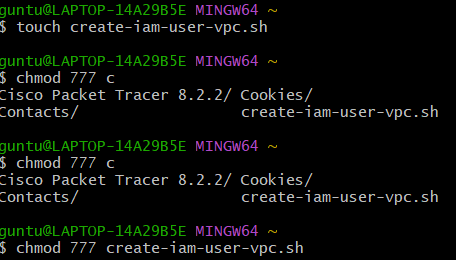 guntu@LAPTOP-14A29B5E MINGW64 ~
$ touch create-iam-user-vpc.sh
guntu@LAPTOP-14A29B5E MINGW64 ~
$ chmod 777 c
Cisco Packet Tracer 8.2.2/ Cookies/
Contacts/                  create-iam-user-vpc.sh
guntu@LAPTOP-14A29B5E MINGW64 ~
$ chmod 777 c
Cisco Packet Tracer 8.2.2/ Cookies/
Contacts/                  create-iam-user-vpc.sh
guntu@LAPTOP-14A29B5E MINGW64 ~
$ chmod 777 create-iam-user-vpc.sh